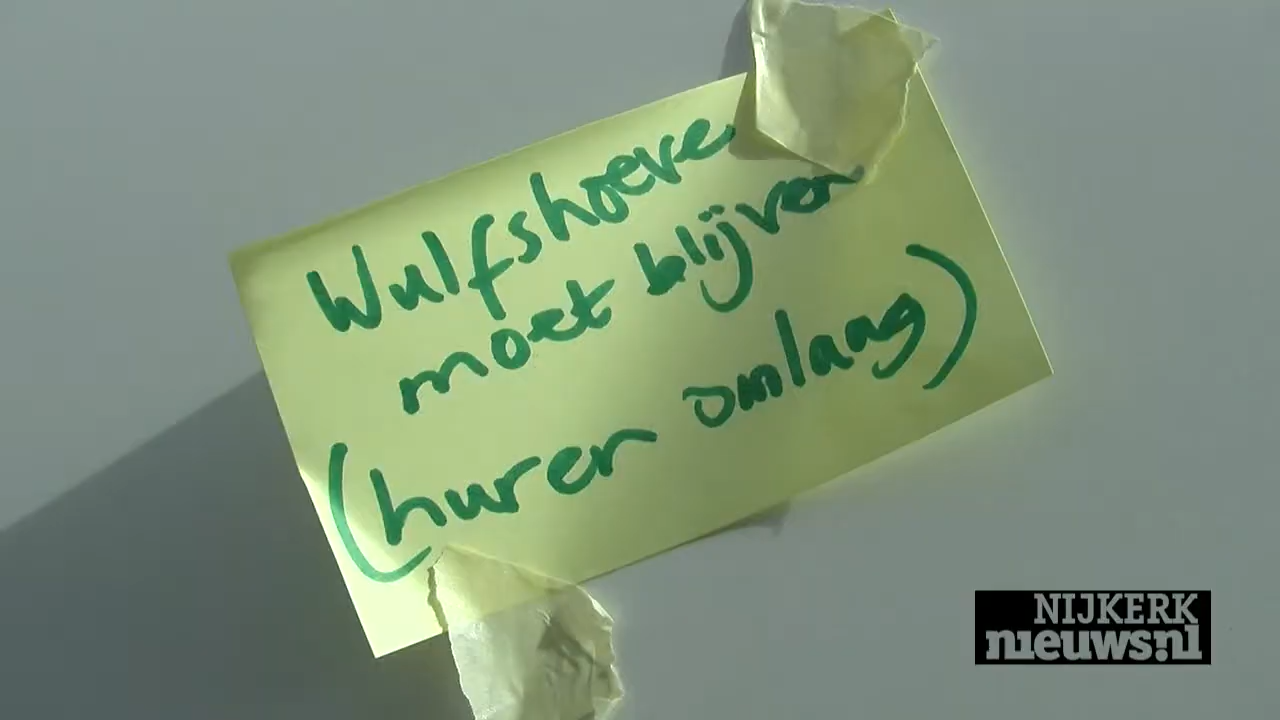 Wulfshoeve
moet blijven
(huren omlaag)
NIJKERK
nieuws.nl